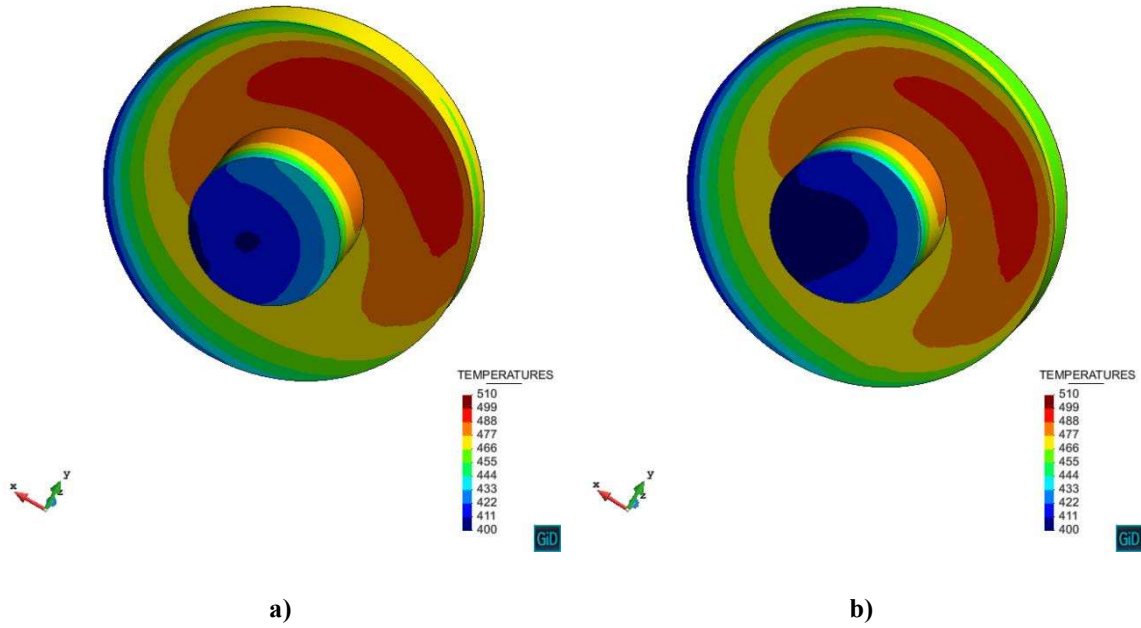 TEMPERATURES
510
499
488
477
466
455
444
433
422
411
400
x
y
z
GiD
a)
TEMPERATURES
510
499
488
477
466
455
444
433
422
411
400
x
y
z
GiD
b)